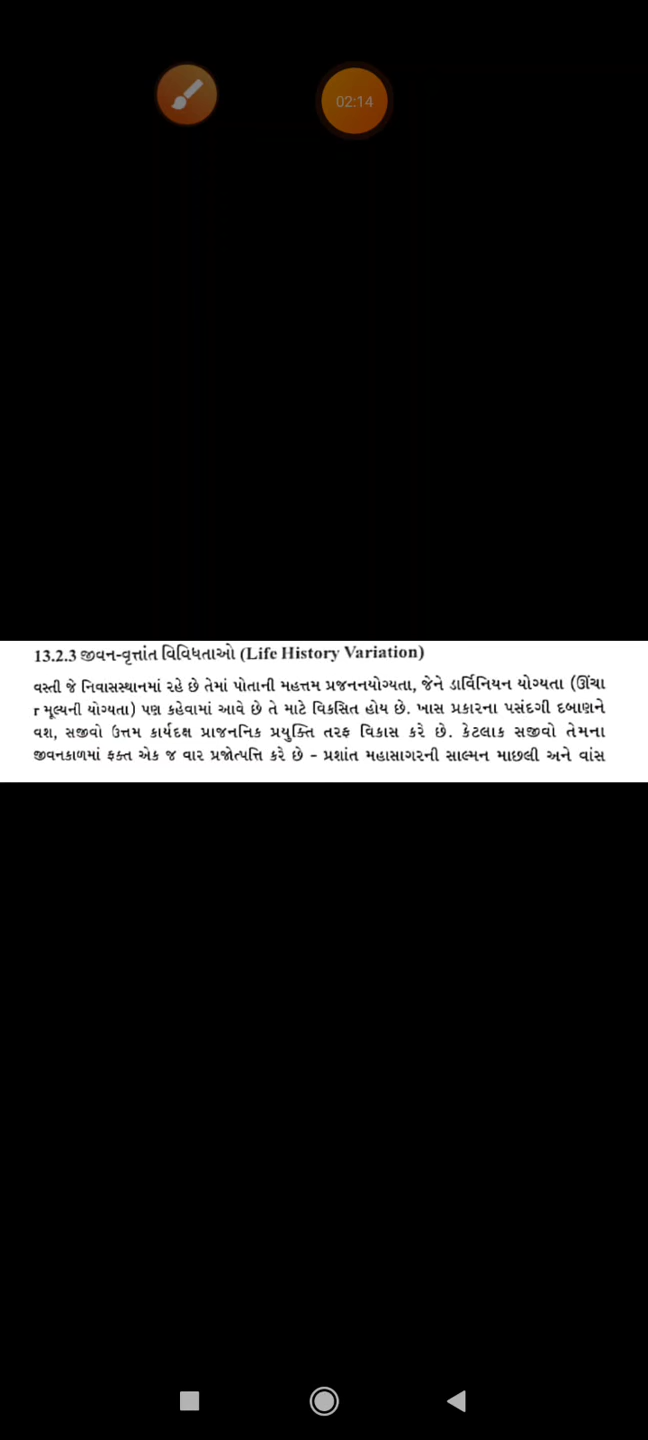 02:14
13.2.3 જીવન-વૃત્તાંત વિવિધતાઓ (Life History Variation)
વસ્તી જે નિવાસસ્થાનમાં રહે છે તેમાં પોતાની મહત્તમ પ્રજનનયોગ્યતા, જેને ડાર્વિનિયન યોગ્યતા (ઊંચા
r મૂલ્યની યોગ્યતા) પણ કહેવામાં આવે છે તે માટે વિકસિત હોય છે. ખાસ પ્રકારના પસંદગી દબાણને
વશ, સજીવો ઉત્તમ કાર્યદક્ષ પ્રાજનનિક પ્રયુક્તિ તરફ વિકાસ કરે છે. કેટલાક સજીવો તેમના
જીવનકાળમાં ફક્ત એક જ વાર પ્રજોત્પત્તિ કરે છે – પ્રશાંત મહાસાગરની સાલ્મન માછલી અને વાંસ